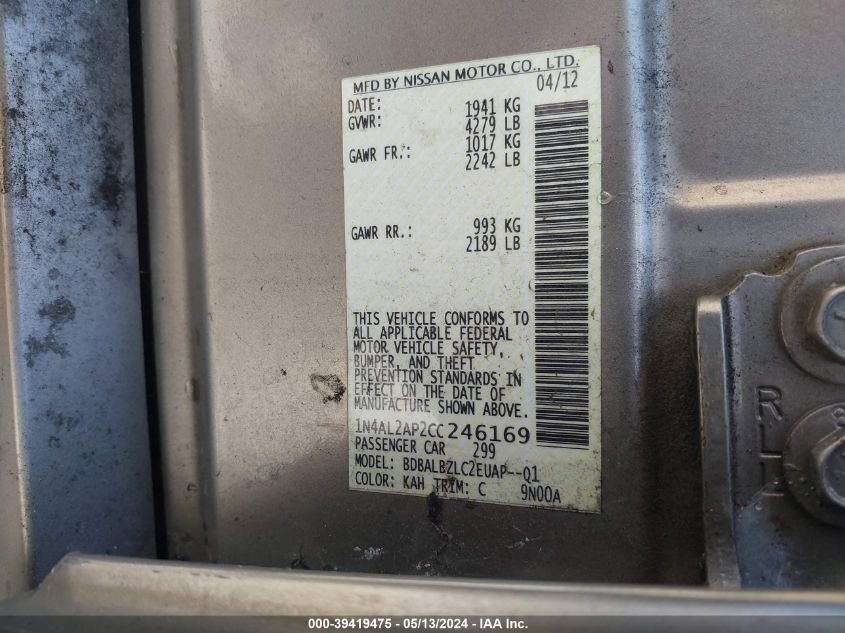 MFD BY NISSAN MOTOR CO., LTD.
DATE: 04/12
GVWR: 1941 KG
4279 LB
GAWR FR.: 1017 KG
2242 LB
GAWR RR.: 993 KG
2189 LB
THIS VEHICLE CONFORMS TO
ALL APPLICABLE FEDERAL
MOTOR VEHICLE SAFETY,
BUMPER, AND THEFT
PREVENTION STANDARDS IN
EFFECT ON THE DATE OF
MANUFACTURE SHOWN ABOVE.
1N4AL2AP2CC246169
PASSENGER CAR 299
MODEL: BDBALBZLC2EUAP--Q1
COLOR: KAH TRIM: C 9N00A
000-39419475 - 05/13/2024 - IAA Inc.